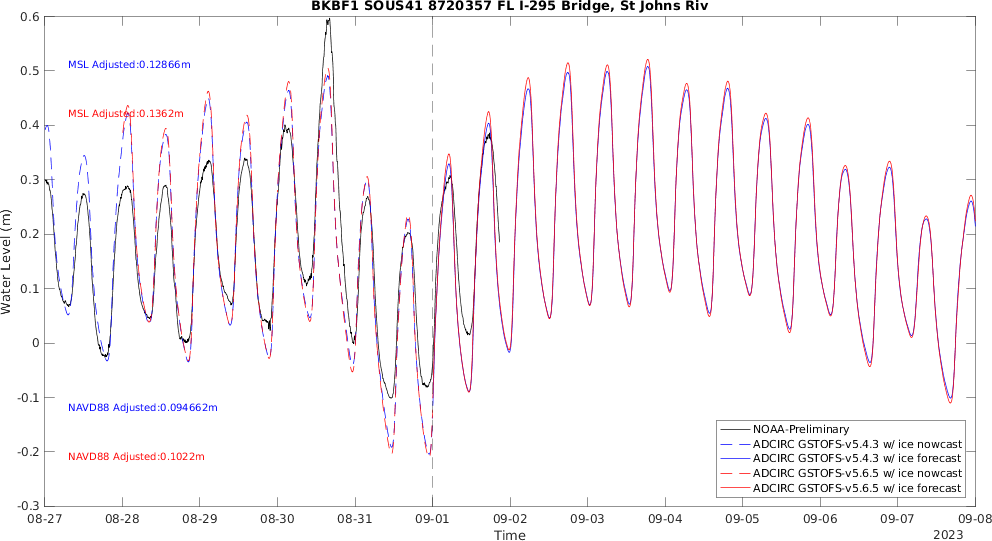 BKBF1 SOUS41 8720357 FL I-295 Bridge, St Johns Riv
0.6
0.5
0.4
0.3
0.2
0.1
0
-0.1
-0.2
-0.3
Water Level (m)
MSL Adjusted:0.12866m
MSL Adjusted:0.1362m
NAVD88 Adjusted:0.094662m
NAVD88 Adjusted:0.1022m
NOAA-Preliminary
ADCIRC GSTOFS-v5.4.3 w/ ice nowcast
ADCIRC GSTOFS-v5.4.3 w/ ice forecast
ADCIRC GSTOFS-v5.6.5 w/ ice nowcast
ADCIRC GSTOFS-v5.6.5 w/ ice forecast
08-27 08-28 08-29 08-30 08-31 09-01 09-02 09-03 09-04 09-05 09-06 09-07 09-08
Time
2023